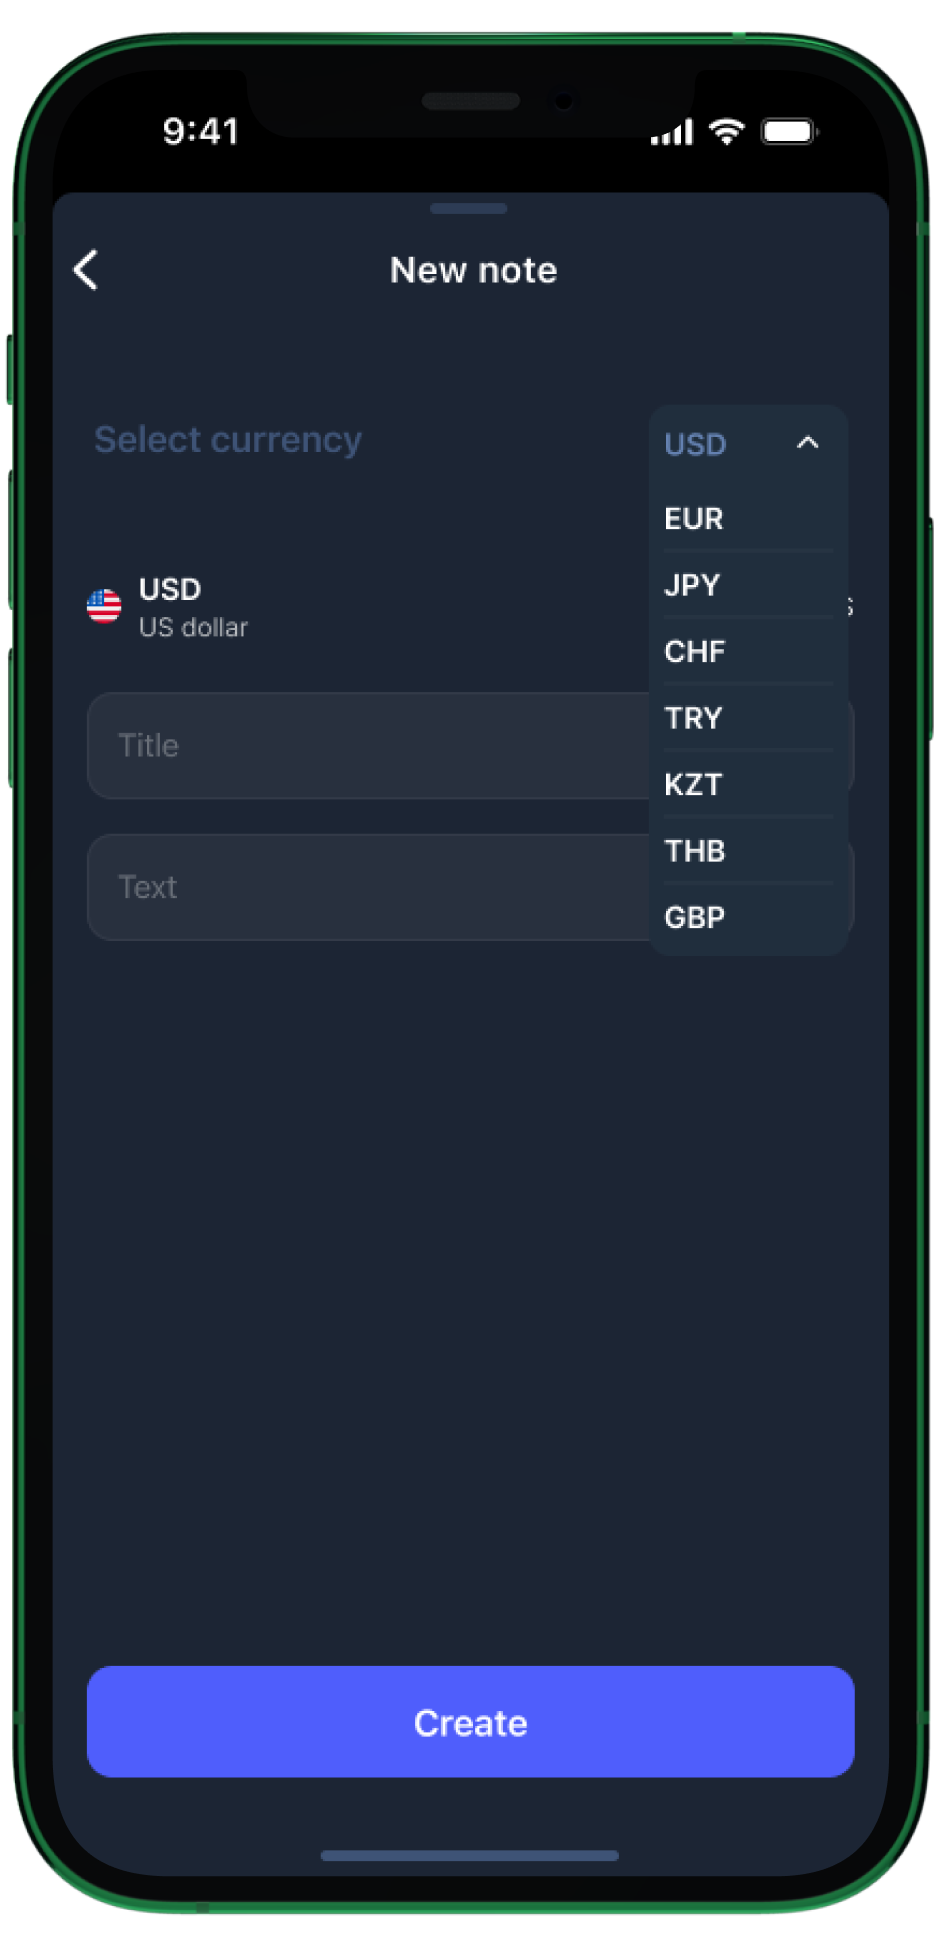 9:41
New note
Select currency
USD
EUR
JPY
CHF
TRY
KZT
THB
GBP
USD
US dollar
Title
Text
Create